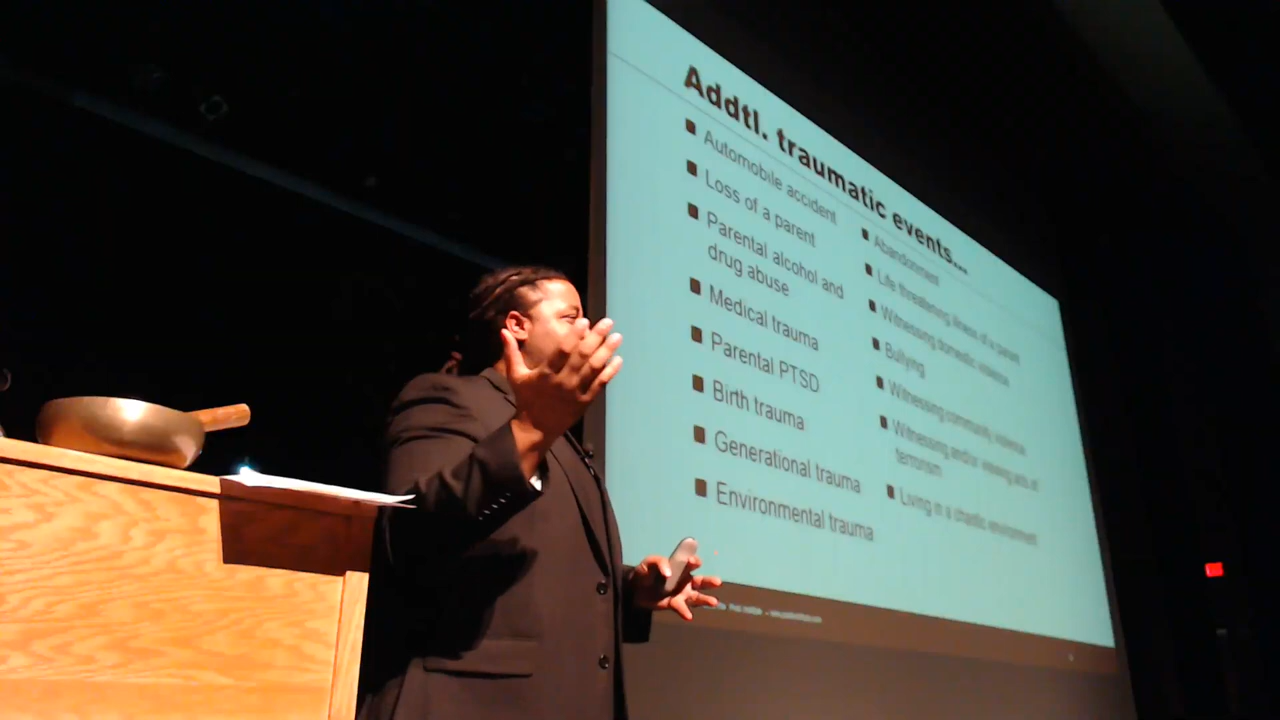 Addtl. traumatic events...
Automobile accident
Loss of a parent
Parental alcohol and
drug abuse
Medical trauma
Parental PTSD
Birth trauma
Generational trauma
Environmental trauma
Abandonment
Life threatening illness of a parent
Witnessing domestic violence
Bullying
Witnessing community violence
Witnessing and/or viewing acts of
terrorism
Living in a chaotic environment